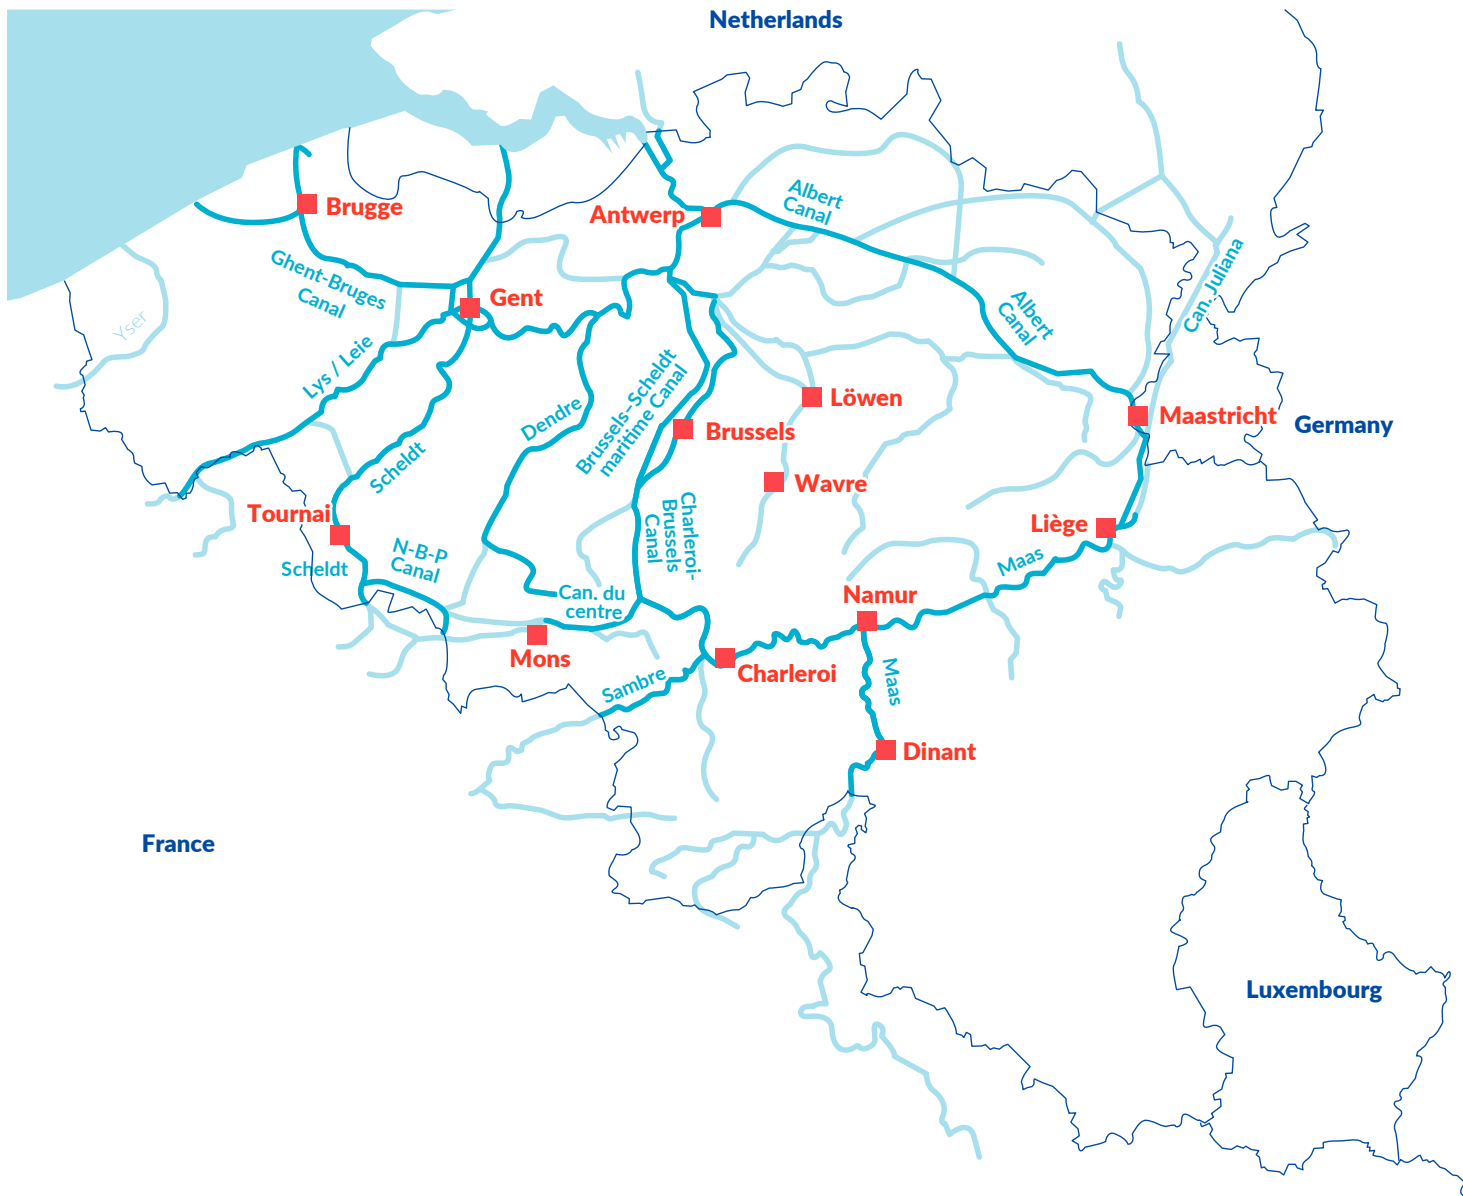 Netherlands
Albert
Canal
Brugge
Antwerp
Ghent-Bruges
Canal
Gent
Can. Juliana
Yser
Albert
Canal
Lys / Leie
Brussels–Scheldt
maritime Canal
Löwen
Dendre
Maastricht
Germany
Brussels
Scheldt
Wavre
Tournai
Charleroi-
Brussels
Canal
Liège
N-B-P
Canal
Scheldt
Maas
Can. du
centre
Namur
Mons
Charleroi
Sambre
Maas
Dinant
France
Luxembourg